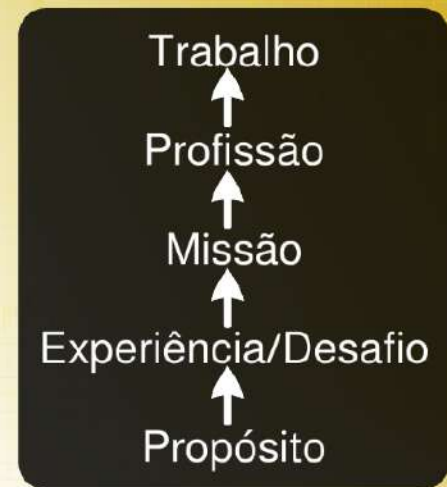 Trabalho
Profissão
Missão
Experiência/Desafio
Propósito